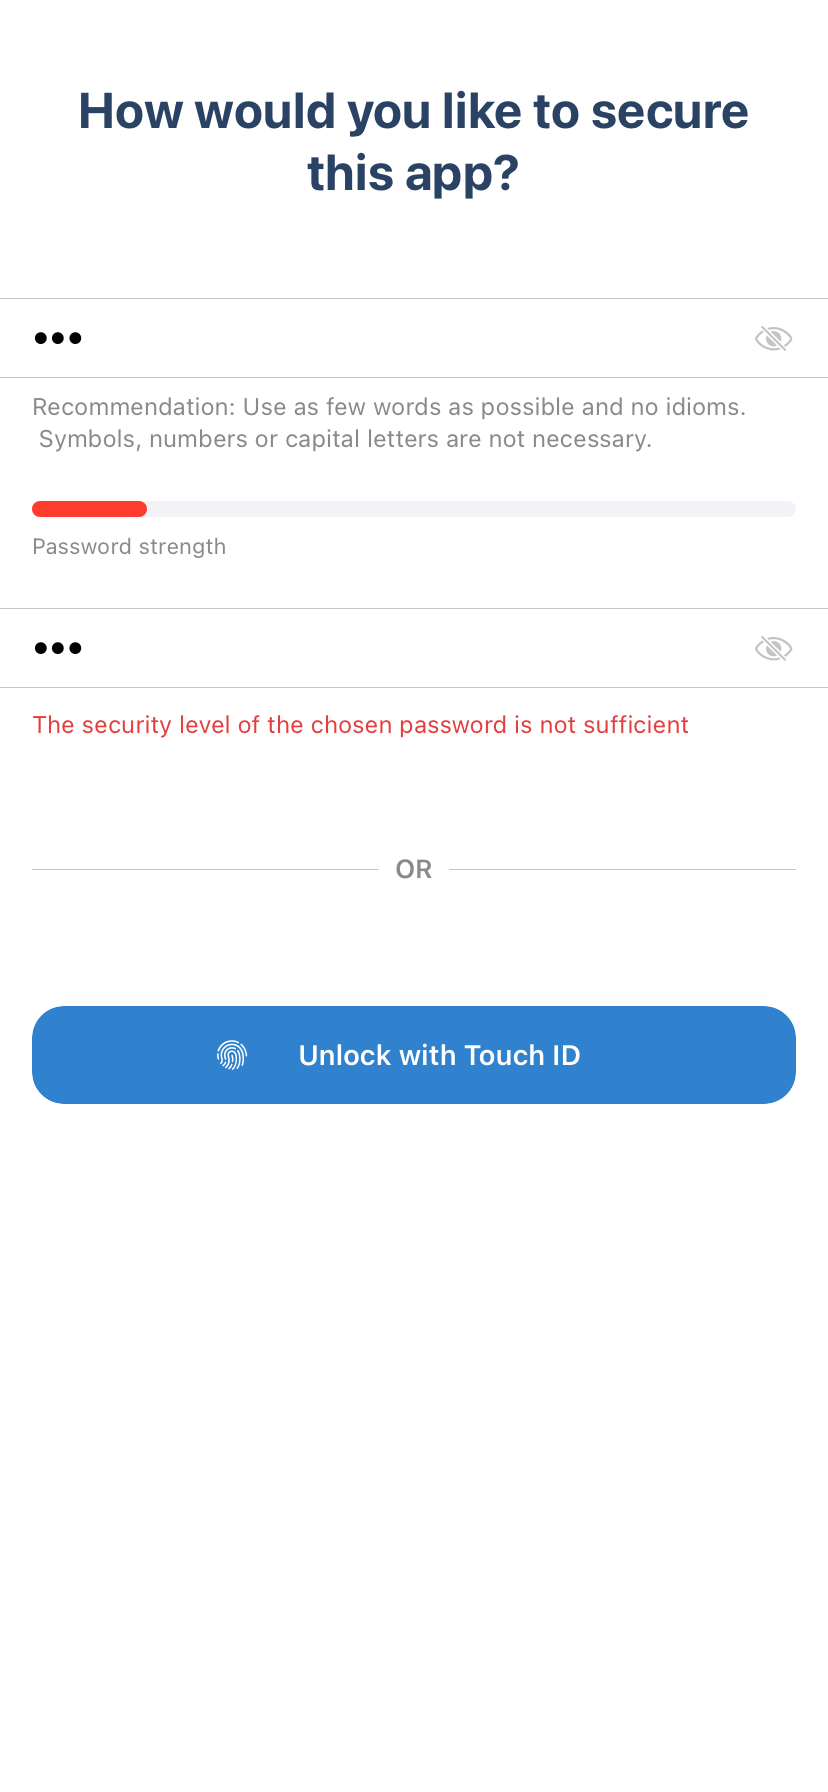 How would you like to secure
this app?
•••
Recommendation: Use as few words as possible and no idioms.
Symbols, numbers or capital letters are not necessary.
Password strength
•••
The security level of the chosen password is not sufficient
OR
Unlock with Touch ID